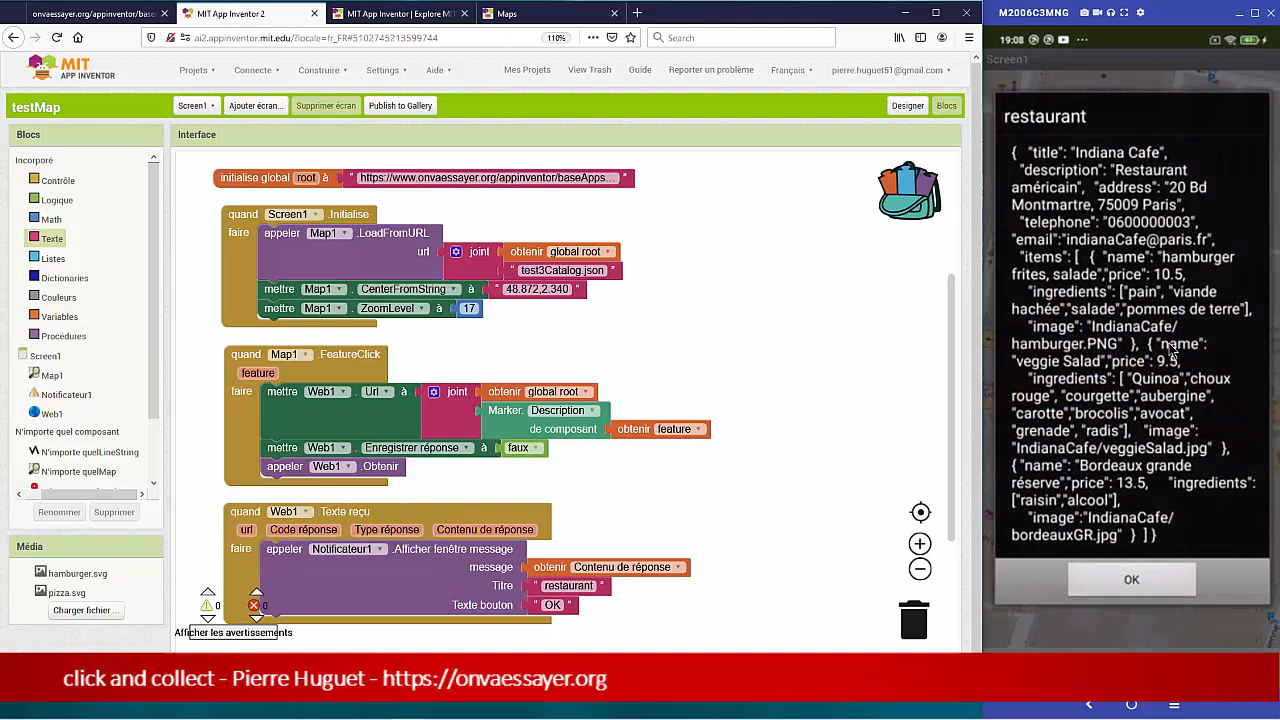 onvaessayer.org/appinventor/bases
MIT App Inventor 2
MIT App Inventor | Explore MIT
Maps
ai2.appinventor.mit.edu/?locale=fr_FR#5102745213599744
110%
Search
MIT
APP INVENTOR
Projets
Connecte
Construire
Settings
Aide
Mes Projets
View Trash
Guide
Reporter un problème
Français
pierre.huguet51@gmail.com
testMap
Screen1
Ajouter écran...
Supprimer écran
Publish to Gallery
Designer
Blocs
Blocs
Incorporé
Contrôle
Logique
Math
Texte
Listes
Dictionaries
Couleurs
Variables
Procédures
Screen1
Map1
Notificateur1
Web1
N'importe quel composant
N'importe quelLineString
N'importe quelMap
Renommer
Supprimer
Média
hamburger.svg
pizza.svg
Charger fichier ...
Interface
initialise global root à " https://www.onvaessayer.org/appinventor/baseApps... "
quand Screen1 .Initialise
faire appeler Map1 .LoadFromURL
url joint obtenir global root
" test3Catalog.json "
mettre Map1 . CenterFromString à " 48.872,2.340 "
mettre Map1 . ZoomLevel à 17
quand Map1 .FeatureClick
feature
faire mettre Web1 . Url à joint obtenir global root
Marker. Description
de composant obtenir feature
mettre Web1 . Enregistrer réponse à faux
appeler Web1 .Obtenir
quand Web1 .Texte reçu
url Code réponse Type réponse Contenu de réponse
faire appeler Notificateur1 .Afficher fenêtre message
message obtenir Contenu de réponse
Titre " restaurant "
Texte bouton " OK "
0 0
Afficher les avertissements
M2006C3MNG
19:08
Screen1
restaurant
{ "title": "Indiana Cafe",
"description": "Restaurant
américain", "address": "20 Bd
Montmartre, 75009 Paris",
"telephone": "0600000003",
"email":"indianaCafe@paris.fr",
"items": [ { "name": "hamburger
frites, salade","price": 10.5,
"ingredients": ["pain", "viande
hachée","salade","pommes de terre"],
"image": "IndianaCafe/
hamburger.PNG" }, { "name":
"veggie Salad","price": 9.5,
"ingredients": [ "Quinoa","choux
rouge", "courgette","aubergine",
"carotte","brocolis",avocat",
"grenade", "radis"], "image":
"IndianaCafe/veggieSalad.jpg" },
{ "name": "Bordeaux grande
réserve","price": 13.5, "ingredients":
["raisin",alcool"],
"image":"IndianaCafe/
bordeauxGR.jpg" } ] }
OK
click and collect - Pierre Huguet - https://onvaessayer.org